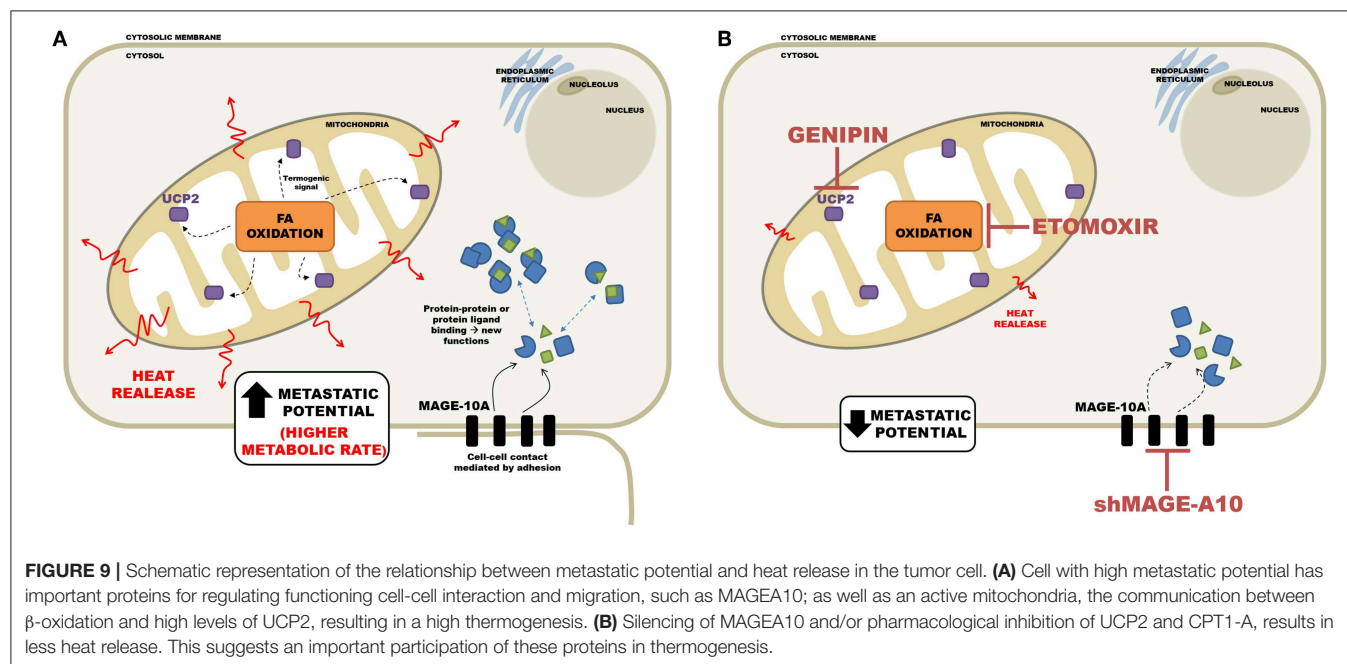 A
CYTOSOLIC MEMBRANE
CYTOSOL
ENDOPLASMIC
RETICULUM
NUCLEOLUS
NUCLEUS
MITOCHONDRIA
Termogenic
signal
UCP2
FA
OXIDATION
Protein-protein or
protein ligand
binding → new
functions
HEAT
REALEASE
METASTATIC
POTENTIAL
(HIGHER
METABOLIC RATE)
MAGE-10A
Cell-cell contact
mediated by adhesion
B
CYTOSOLIC MEMBRANE
CYTOSOL
ENDOPLASMIC
RETICULUM
NUCLEOLUS
NUCLEUS
MITOCHONDRIA
GENIPIN
UCP2
FA
OXIDATION
ETOMOXIR
HEAT
REALEASE
METASTATIC
POTENTIAL
MAGE-10A
shMAGE-A10
FIGURE 9 | Schematic representation of the relationship between metastatic potential and heat release in the tumor cell. (A) Cell with high metastatic potential has
important proteins for regulating functioning cell-cell interaction and migration, such as MAGEA10; as well as an active mitochondria, the communication between
β-oxidation and high levels of UCP2, resulting in a high thermogenesis. (B) Silencing of MAGEA10 and/or pharmacological inhibition of UCP2 and CPT1-A, results in
less heat release. This suggests an important participation of these proteins in thermogenesis.